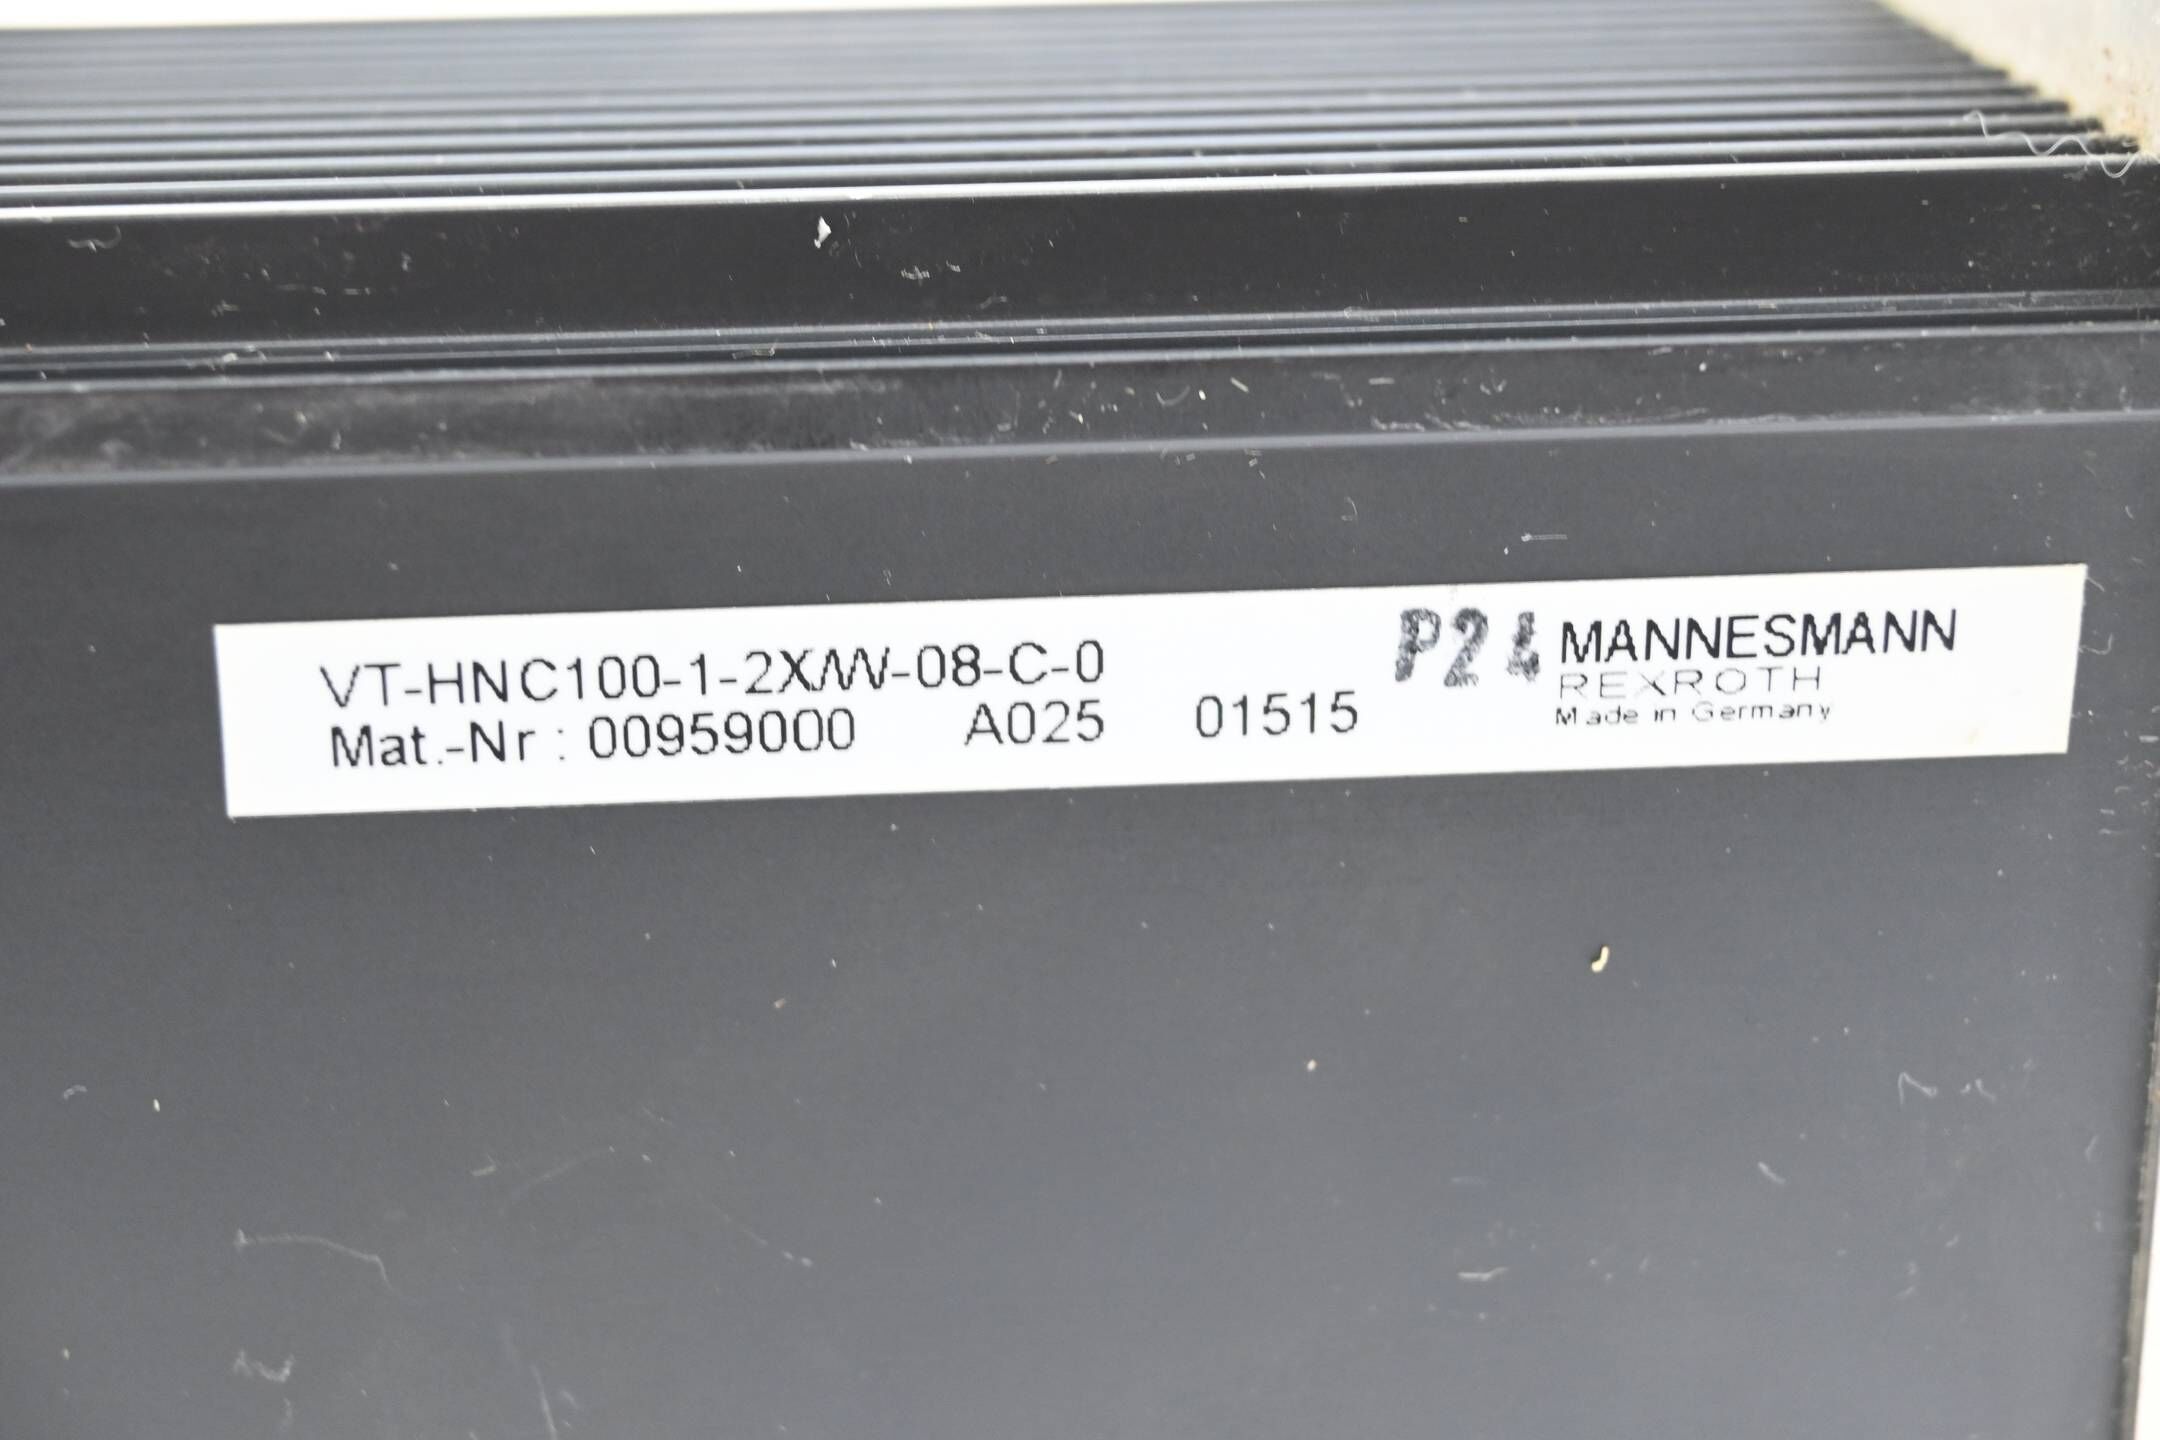 VT-HNC100-1-2X/W-08-C-0
Mat.-Nr : 00959000 A025 01515
P24 MANNESMANN
REXROTH
Made in Germany